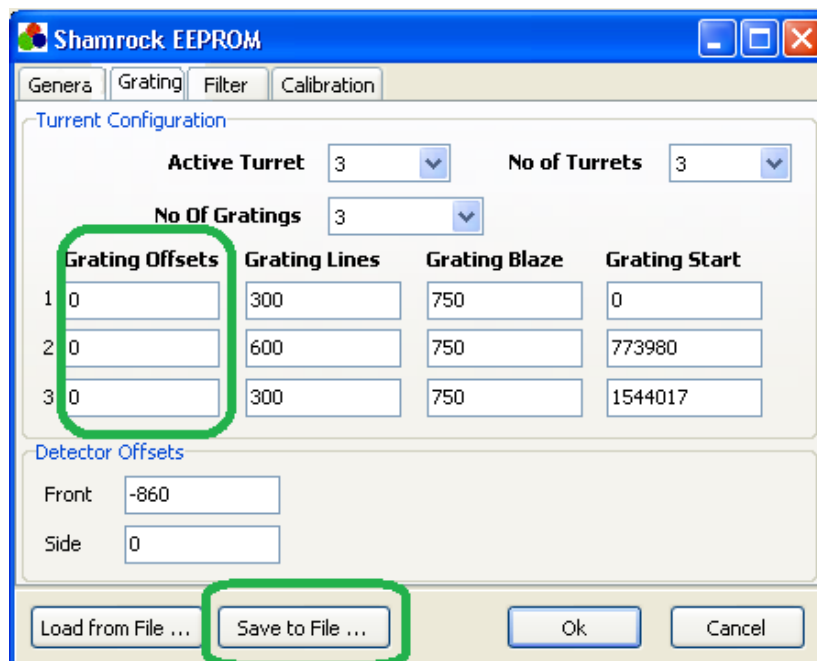 Shamrock EEPROM
Genera Grating Filter Calibration
Turrent Configuration
Active Turret 3 No of Turrets 3
No Of Gratings 3
Grating Offsets Grating Lines Grating Blaze Grating Start
1 0 300 750 0
2 0 600 750 773980
3 0 300 750 1544017
Detector Offsets
Front -860
Side 0
Load from File ... Save to File ... Ok Cancel